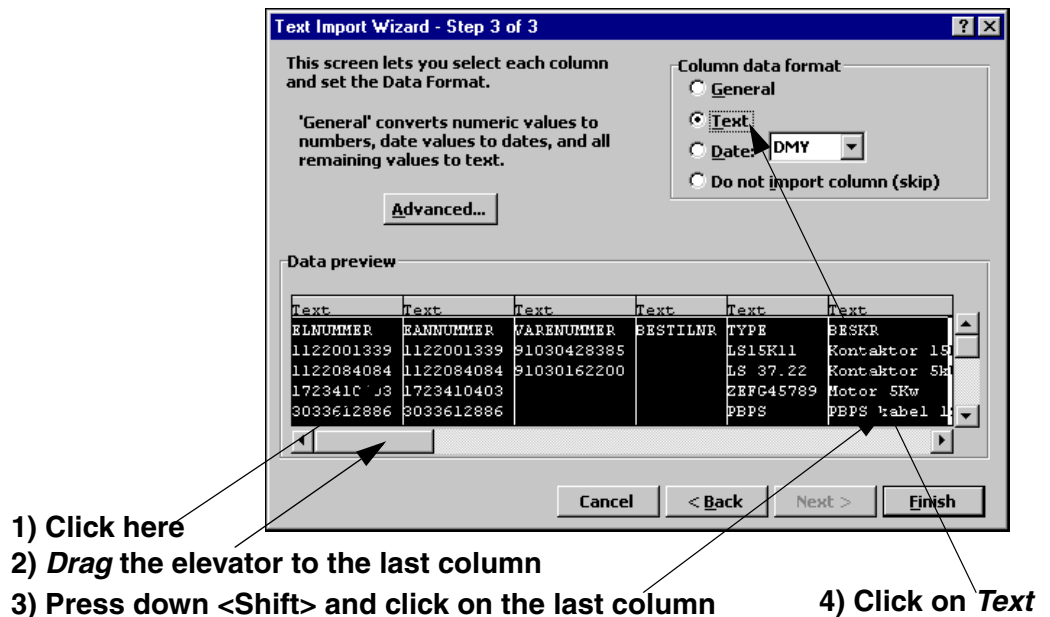 Text Import Wizard - Step 3 of 3
This screen lets you select each column
and set the Data Format.
'General' converts numeric values to
numbers, date values to dates, and all
remaining values to text.
Advanced...
Column data format
General
Text
Date: DMY
Do not import column (skip)
Data preview
Text Text Text Text Text Text
ELNUMMER EANNUMMER VARENUMMER BESTILNR TYPE BESKR
1122001339 1122001339 91030428385 LS15K11 Kontaktor
1122084084 1122084084 91030162200 LS 37.22 Kontaktor
1723410403 ZEFG45789 Motor 5Kw
3033612886 3033612886 PBPS PBPS kabel
Cancel < Back Next > Finish
1) Click here
2) Drag the elevator to the last column
3) Press down <Shift> and click on the last column
4) Click on Text